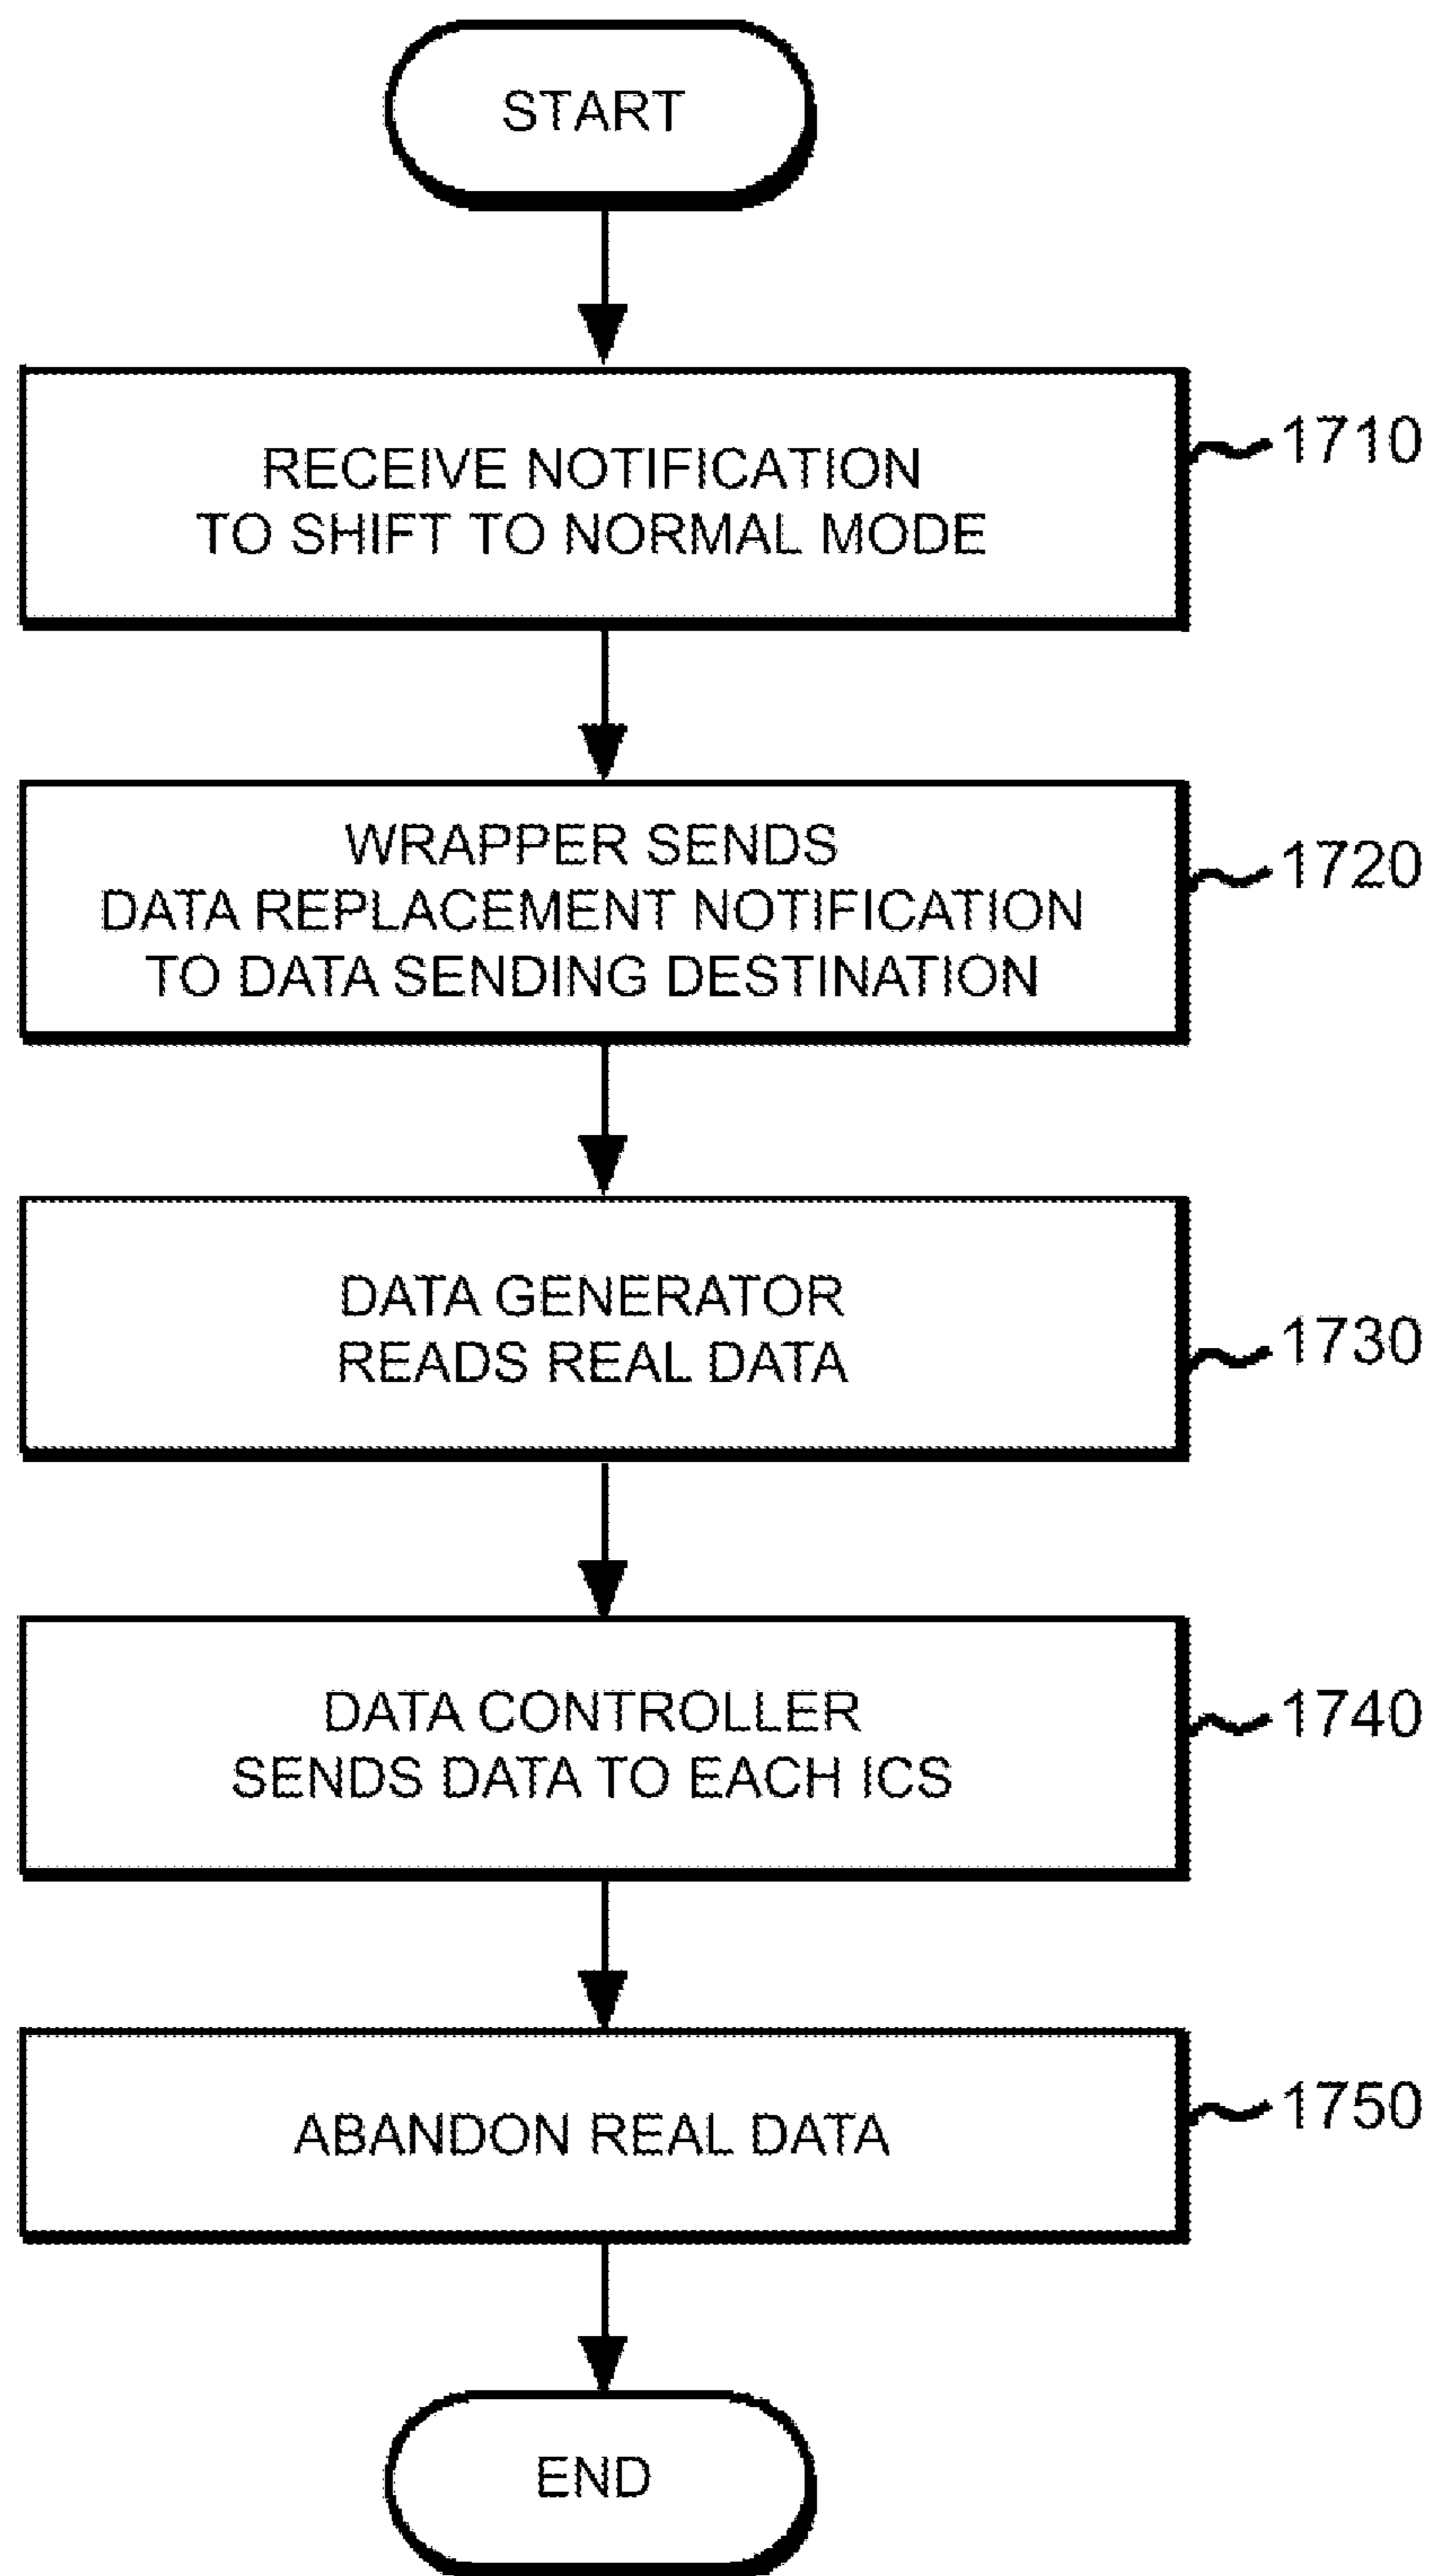 START
RECEIVE NOTIFICATION
TO SHIFT TO NORMAL MODE
1710
WRAPPER SENDS
DATA REPLACEMENT NOTIFICATION
TO DATA SENDING DESTINATION
1720
DATA GENERATOR
READS REAL DATA
1730
DATA CONTROLLER
SENDS DATA TO EACH ICS
1740
ABANDON REAL DATA
1750
END